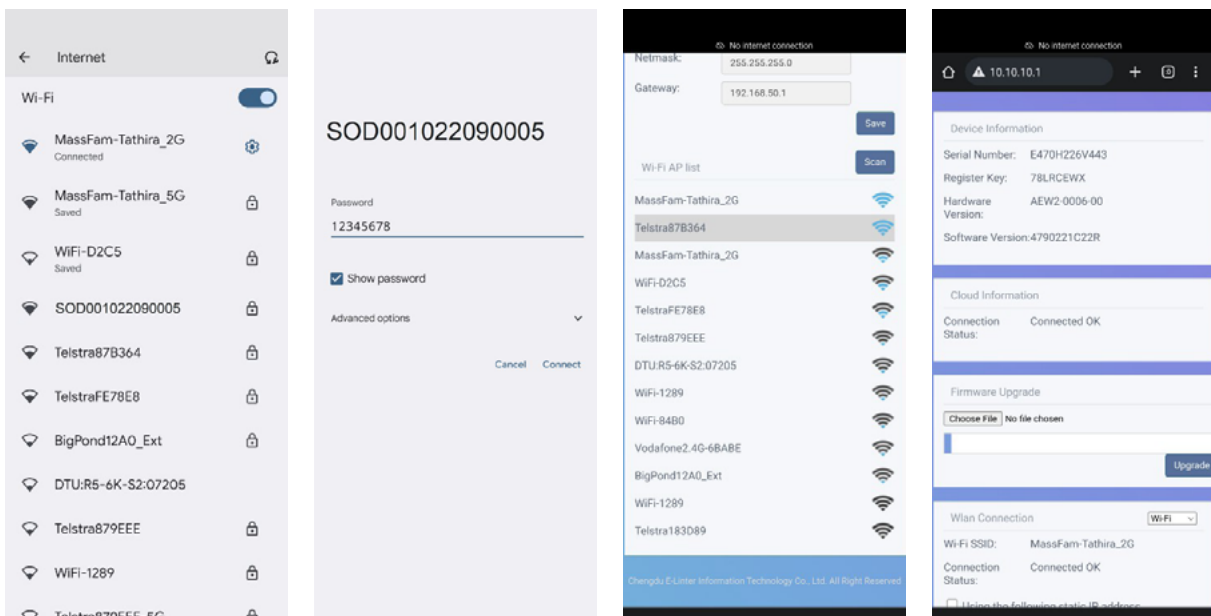 Internet
Wi-Fi
MassFam-Tathira_2G
Connected
MassFam-Tathira_5G
Saved
WiFi-D2C5
Saved
SOD001022090005
Telstra87B364
TelstraFE78E8
BigPond12A0_Ext
DTU:R5-6K-S2:07205
Telstra879EEE
WiFi-1289
Telstra879EEE_5G
SOD001022090005
Password
12345678
Show password
Advanced options
Cancel Connect
No internet connection
Netmask: 255.255.255.0
Gateway: 192.168.50.1
Save
Wi-Fi AP list Scan
MassFam-Tathira_2G
Telstra87B364
MassFam-Tathira_2G
WiFi-D2C5
TelstraFE78E8
Telstra879EEE
DTU:R5-6K-S2:07205
WiFi-1289
WiFi-84B0
Vodafone2.4G-6BABE
BigPond12A0_Ext
WiFi-1289
Telstra183D89
Chengdu E-Linter Information Technology Co., Ltd. All Right Reserved
No internet connection
10.10.10.1
Device Information
Serial Number: E470H226V443
Register Key: 78LRCEWX
Hardware Version: AEW2-0006-00
Software Version:4790221C22R
Cloud Information
Connection Status: Connected OK
Firmware Upgrade
Choose File No file chosen
Upgrade
Wlan Connection Wi-Fi
Wi-Fi SSID: MassFam-Tathira_2G
Connection Status: Connected OK
Using the following static IP address